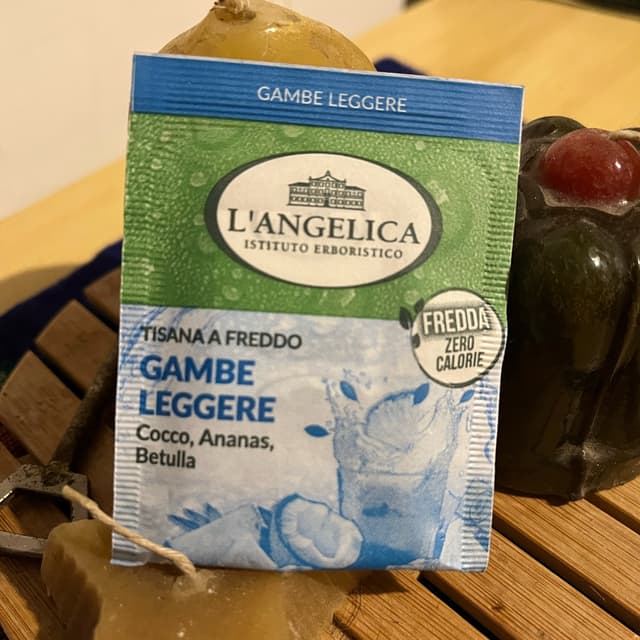 GAMBE LEGGERE
L'ANGELICA
ISTITUTO ERBORISTICO
FREDDA
ZERO
CALORIE
TISANA A FREDDO
GAMBE
LEGGERE
Cocco, Ananas,
Betulla